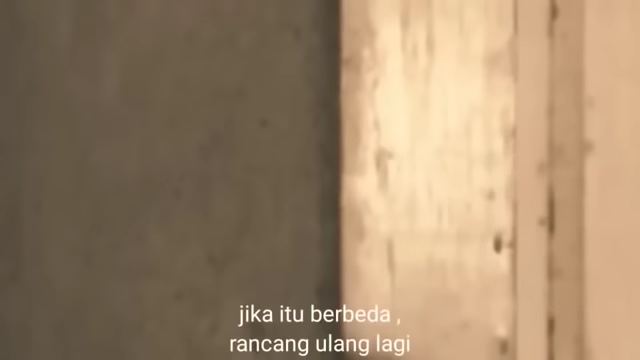 jika itu berbeda ,
rancang ulang lagi